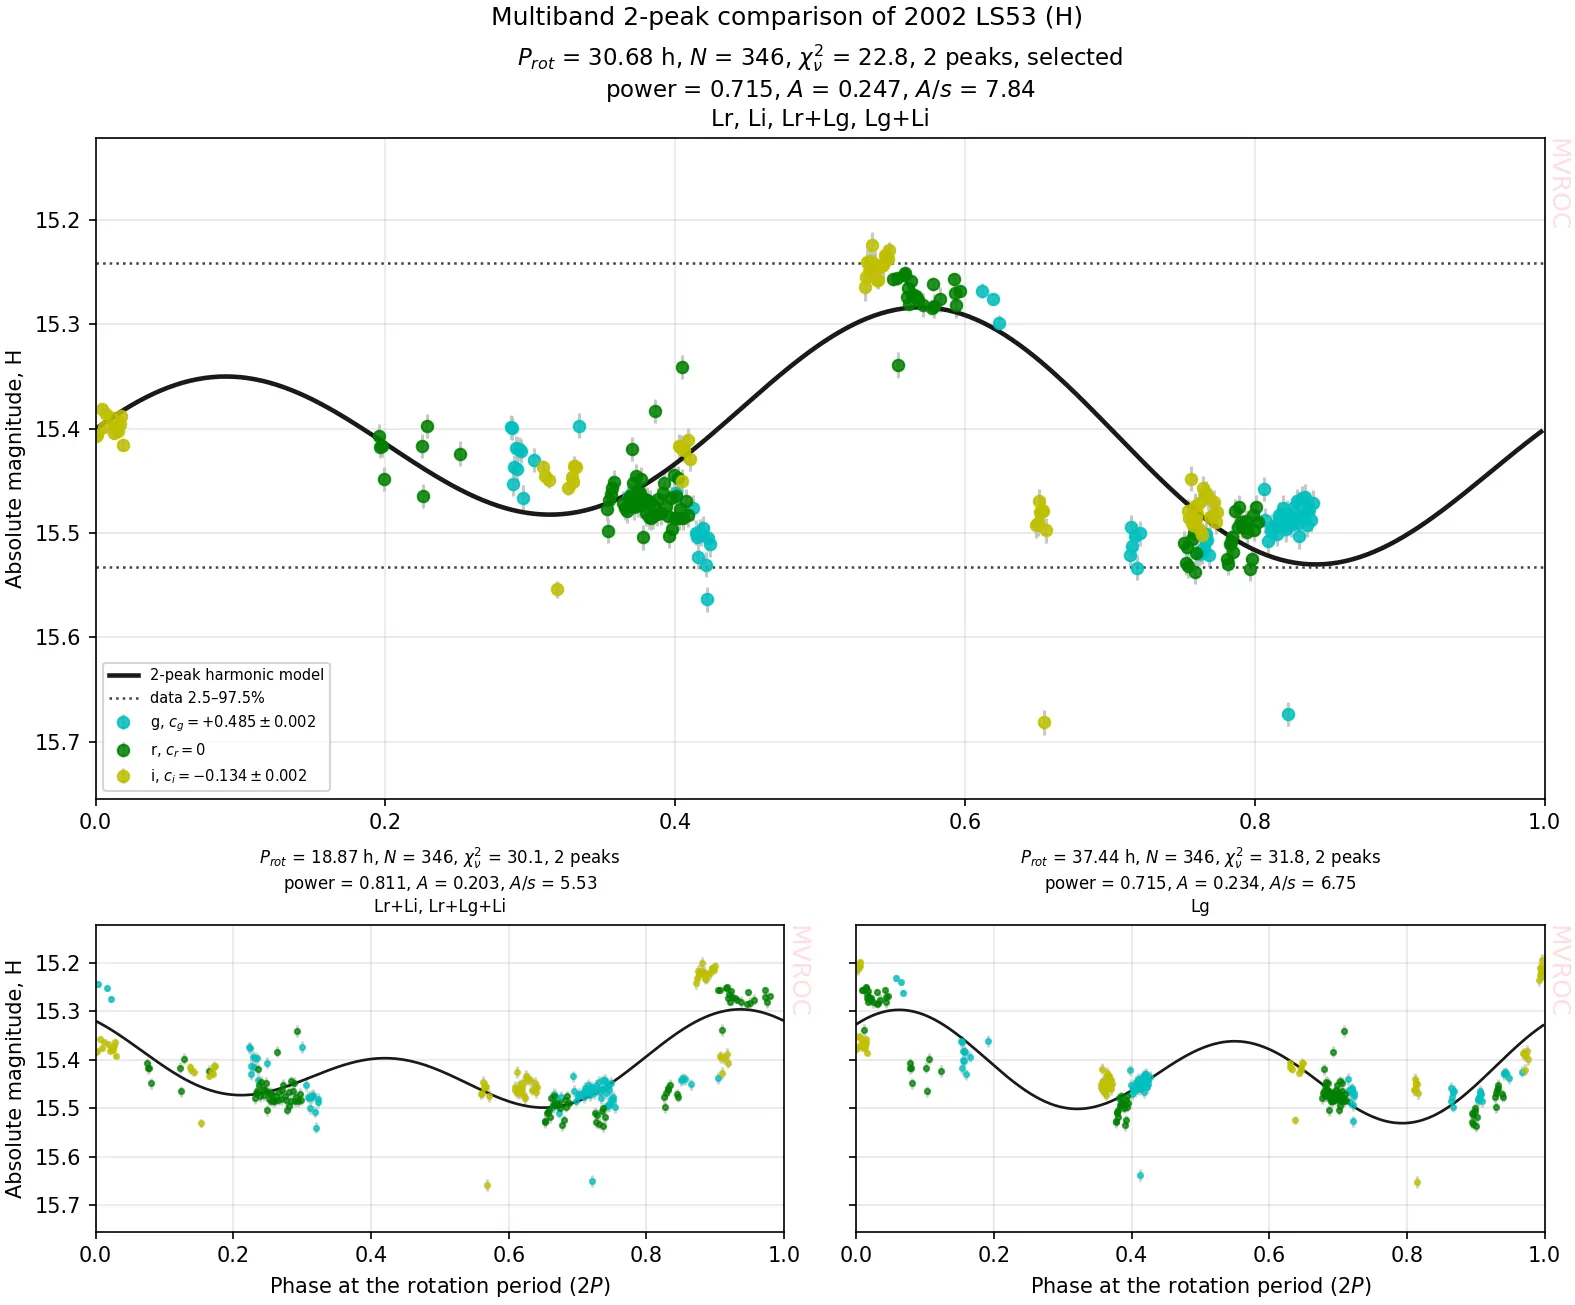 Multiband 2-peak comparison of 2002 LS53 (H)
P_rot = 30.68 h, N = 346, χ²_ν = 22.8, 2 peaks, selected
power = 0.715, A = 0.247, A/s = 7.84
Lr, Li, Lr+Lg, Lg+Li
MVROC
Absolute magnitude, H
15.2
15.3
15.4
15.5
15.6
15.7
2-peak harmonic model
data 2.5–97.5%
g, c_g = +0.485 ± 0.002
r, c_r = 0
i, c_i = −0.134 ± 0.002
0.0 0.2 0.4 0.6 0.8 1.0
P_rot = 18.87 h, N = 346, χ²_ν = 30.1, 2 peaks
power = 0.811, A = 0.203, A/s = 5.53
Lr+Li, Lr+Lg+Li
MVROC
Absolute magnitude, H
15.2
15.3
15.4
15.5
15.6
15.7
0.0 0.2 0.4 0.6 0.8 1.0
Phase at the rotation period (2P)
P_rot = 37.44 h, N = 346, χ²_ν = 31.8, 2 peaks
power = 0.715, A = 0.234, A/s = 6.75
Lg
MVROC
0.0 0.2 0.4 0.6 0.8 1.0
Phase at the rotation period (2P)